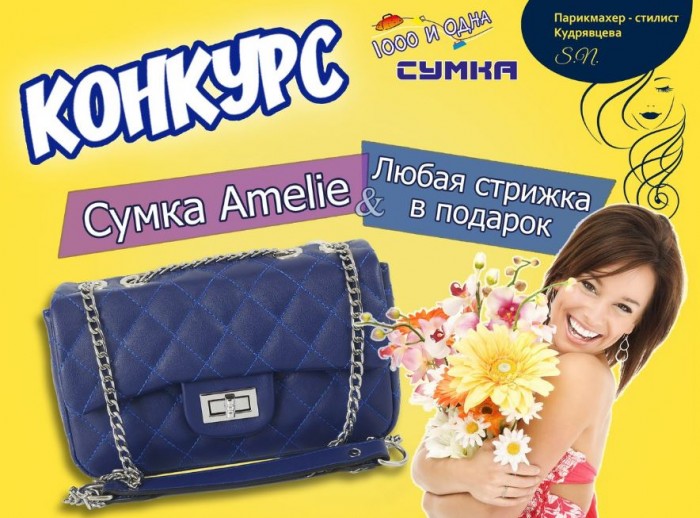 КОНКУРС
1000 И ОДНА
СУМКА
Парикмахер - стилист
Кудрявцева
S.N.
Сумка Amelie
&
Любая стрижка
в подарок